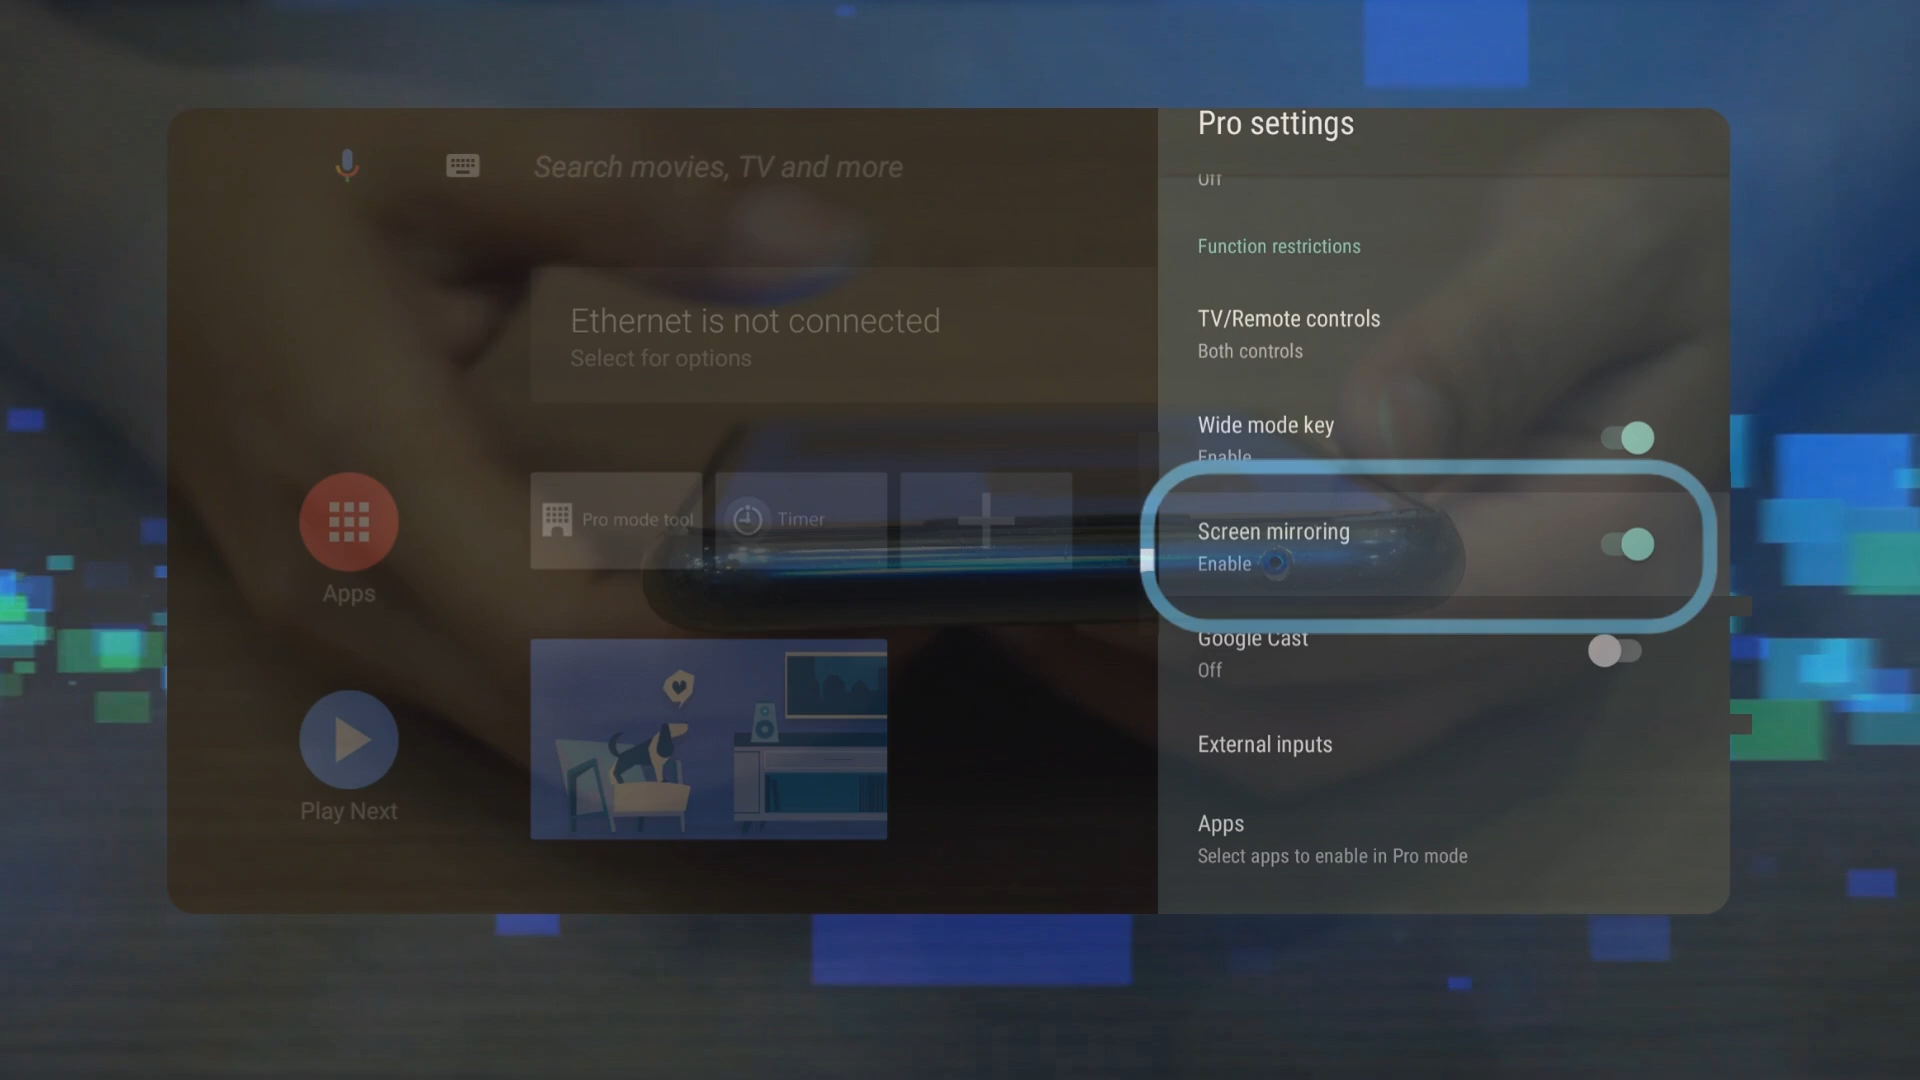 Search movies, TV and more
Ethernet is not connected
Select for options
Pro mode tool
Timer
Apps
Play Next
Pro settings
Off
Function restrictions
TV/Remote controls
Both controls
Wide mode key
Enable
Screen mirroring
Enable
Google Cast
Off
External inputs
Apps
Select apps to enable in Pro mode